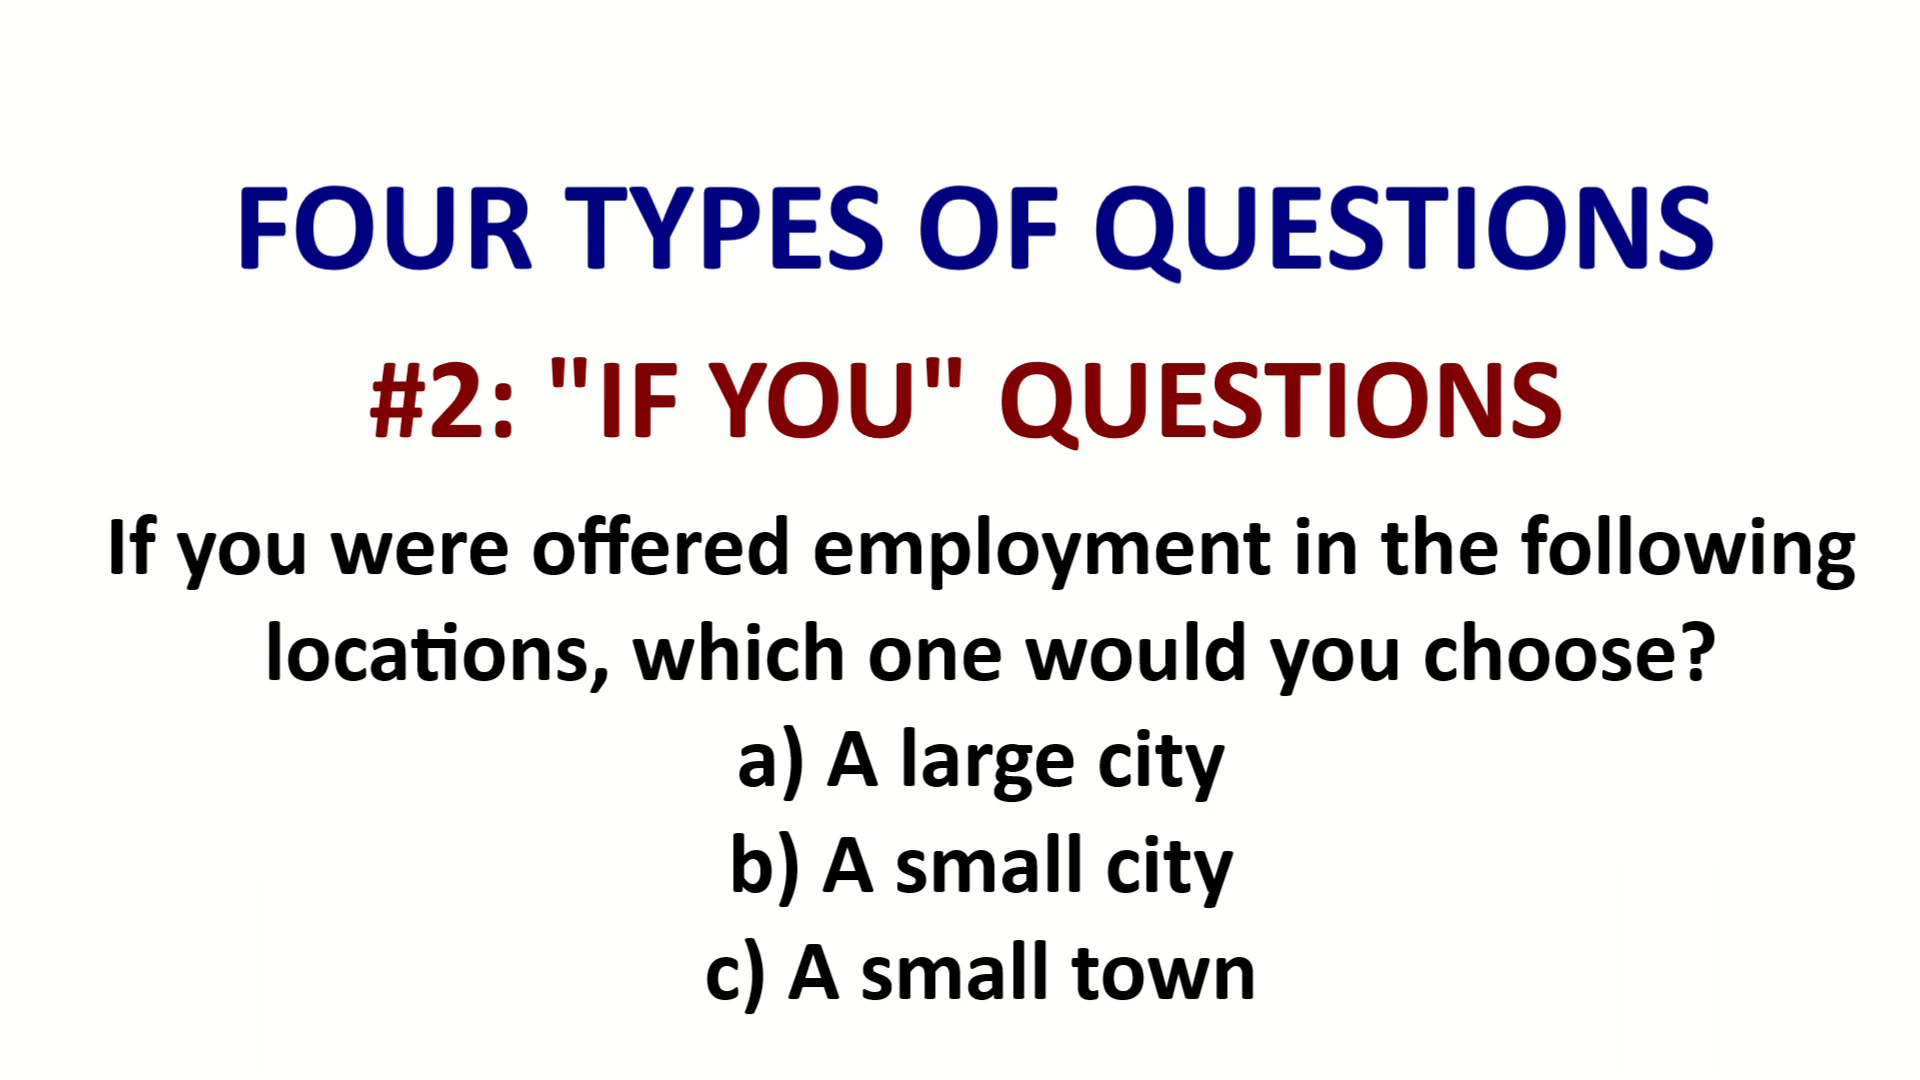 FOUR TYPES OF QUESTIONS
#2: "IF YOU" QUESTIONS
If you were offered employment in the following
locations, which one would you choose?
a) A large city
b) A small city
c) A small town